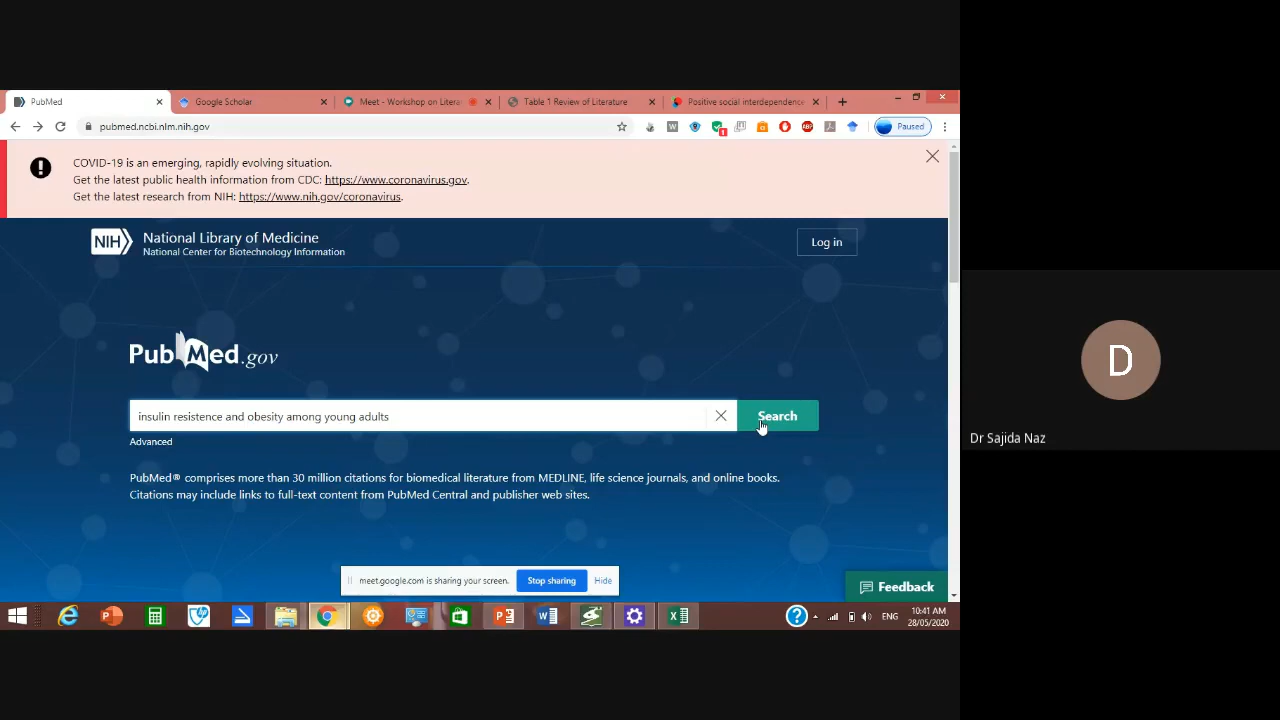 PubMed
Google Scholar
Meet - Workshop on Litera
Table 1 Review of Literature
Positive social interdependence
pubmed.ncbi.nlm.nih.gov
W
1
ABP
Paused
COVID-19 is an emerging, rapidly evolving situation.
Get the latest public health information from CDC: https://www.coronavirus.gov.
Get the latest research from NIH: https://www.nih.gov/coronavirus.
NIH
National Library of Medicine
National Center for Biotechnology Information
Log in
PubMed.gov
insulin resistence and obesity among young adults
Search
Advanced
PubMed® comprises more than 30 million citations for biomedical literature from MEDLINE, life science journals, and online books.
Citations may include links to full-text content from PubMed Central and publisher web sites.
meet.google.com is sharing your screen.
Stop sharing
Hide
Feedback
ENG
10:41 AM
28/05/2020
D
Dr Sajida Naz